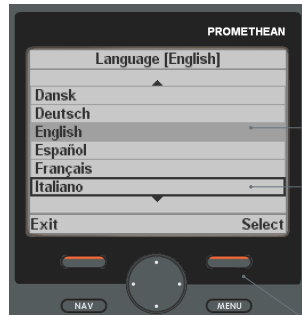 PROMETHEAN
Language [English]
Dansk
Deutsch
English
Español
Français
Italiano
Exit Select
NAV MENU